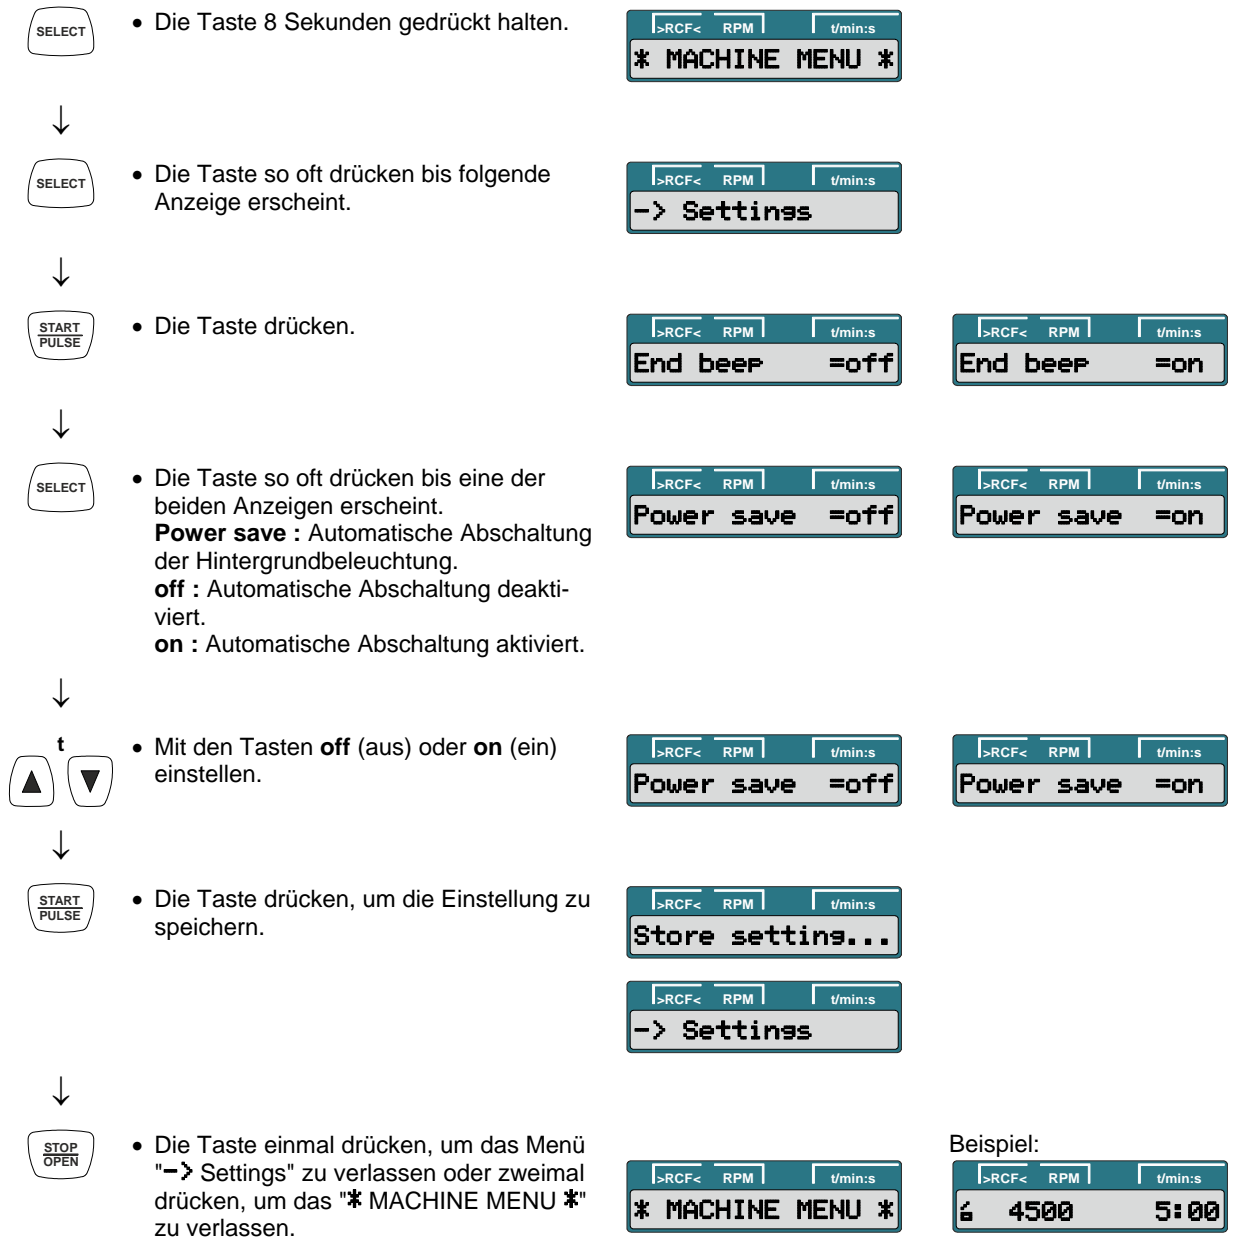 SELECT
• Die Taste 8 Sekunden gedrückt halten.
>RCF< RPM t/min:s
* MACHINE MENU *
↓
SELECT
• Die Taste so oft drücken bis folgende
Anzeige erscheint.
>RCF< RPM t/min:s
-> Settings
↓
START
PULSE
• Die Taste drücken.
>RCF< RPM t/min:s
End beep =off
>RCF< RPM t/min:s
End beep =on
↓
SELECT
• Die Taste so oft drücken bis eine der
beiden Anzeigen erscheint.
Power save : Automatische Abschaltung
der Hintergrundbeleuchtung.
off : Automatische Abschaltung deakti-
viert.
on : Automatische Abschaltung aktiviert.
>RCF< RPM t/min:s
Power save =off
>RCF< RPM t/min:s
Power save =on
↓
t
▲ ▼
• Mit den Tasten off (aus) oder on (ein)
einstellen.
>RCF< RPM t/min:s
Power save =off
>RCF< RPM t/min:s
Power save =on
↓
START
PULSE
• Die Taste drücken, um die Einstellung zu
speichern.
>RCF< RPM t/min:s
Store setting...
>RCF< RPM t/min:s
-> Settings
↓
STOP
OPEN
• Die Taste einmal drücken, um das Menü
"-> Settings" zu verlassen oder zweimal
drücken, um das "* MACHINE MENU *"
zu verlassen.
>RCF< RPM t/min:s
* MACHINE MENU *
Beispiel:
>RCF< RPM t/min:s
4500 5:00